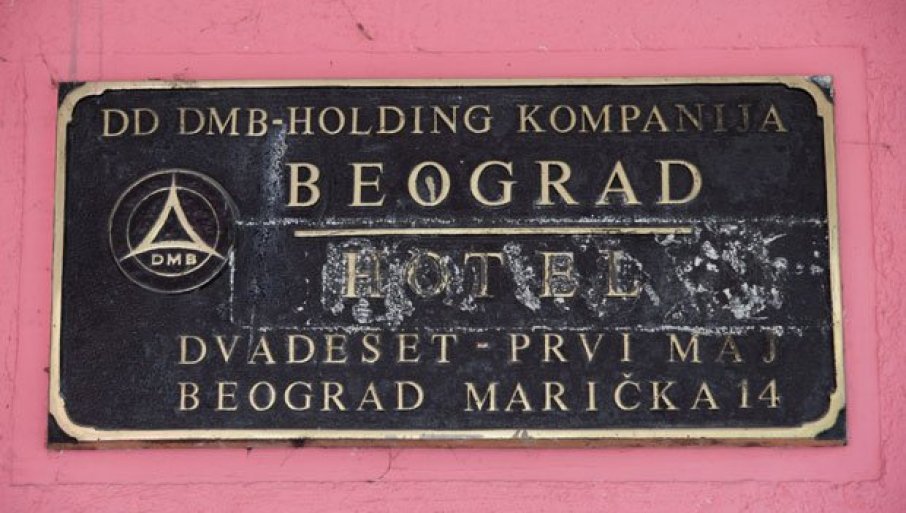 DD DMB-HOLDING KOMPANIJA
BEOGRAD
DMB
HOTEL
DVADESET - PRVI MAJ
BEOGRAD MARIČKA 14